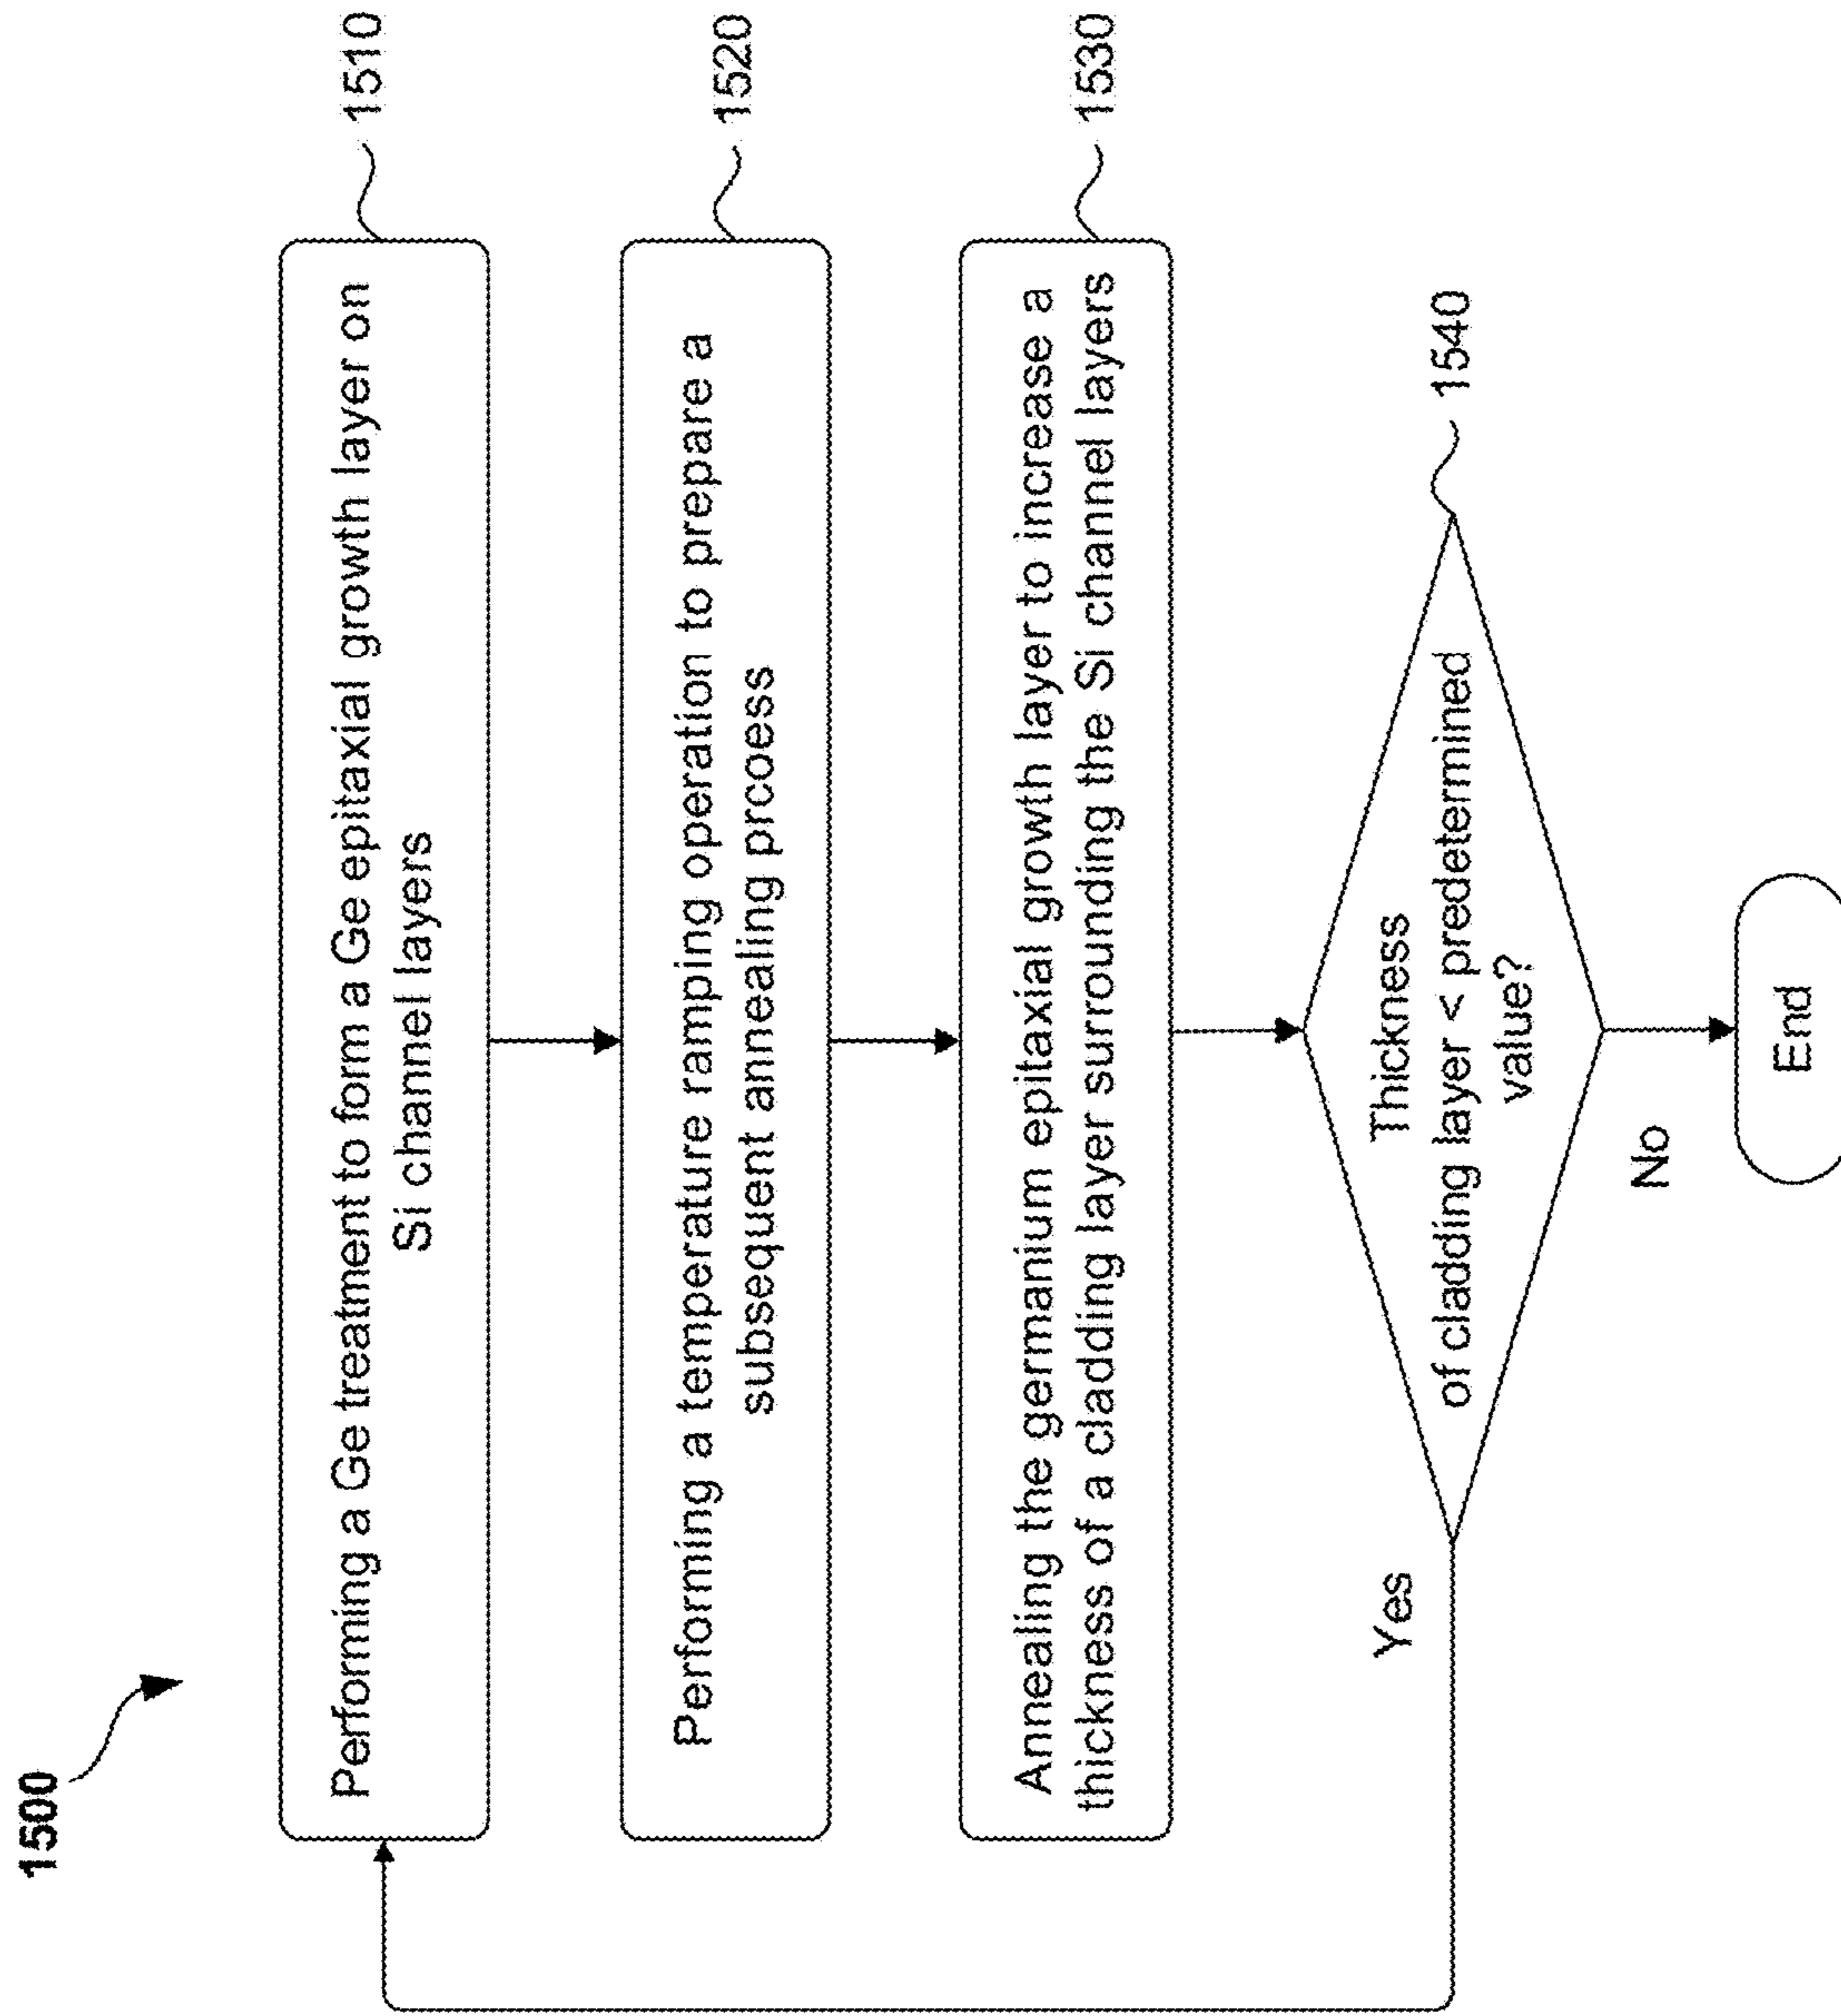 1500
Performing a Ge treatment to form a Ge epitaxial growth layer on
Si channel layers
1510
Performing a temperature ramping operation to prepare a
subsequent annealing prcoess
1520
Annealing the germanium epitaxial growth layer to increase a
thickness of a cladding layer surrounding the Si channel layers
1530
Thickness
of cladding layer < predetermined
value?
1540
Yes
No
End